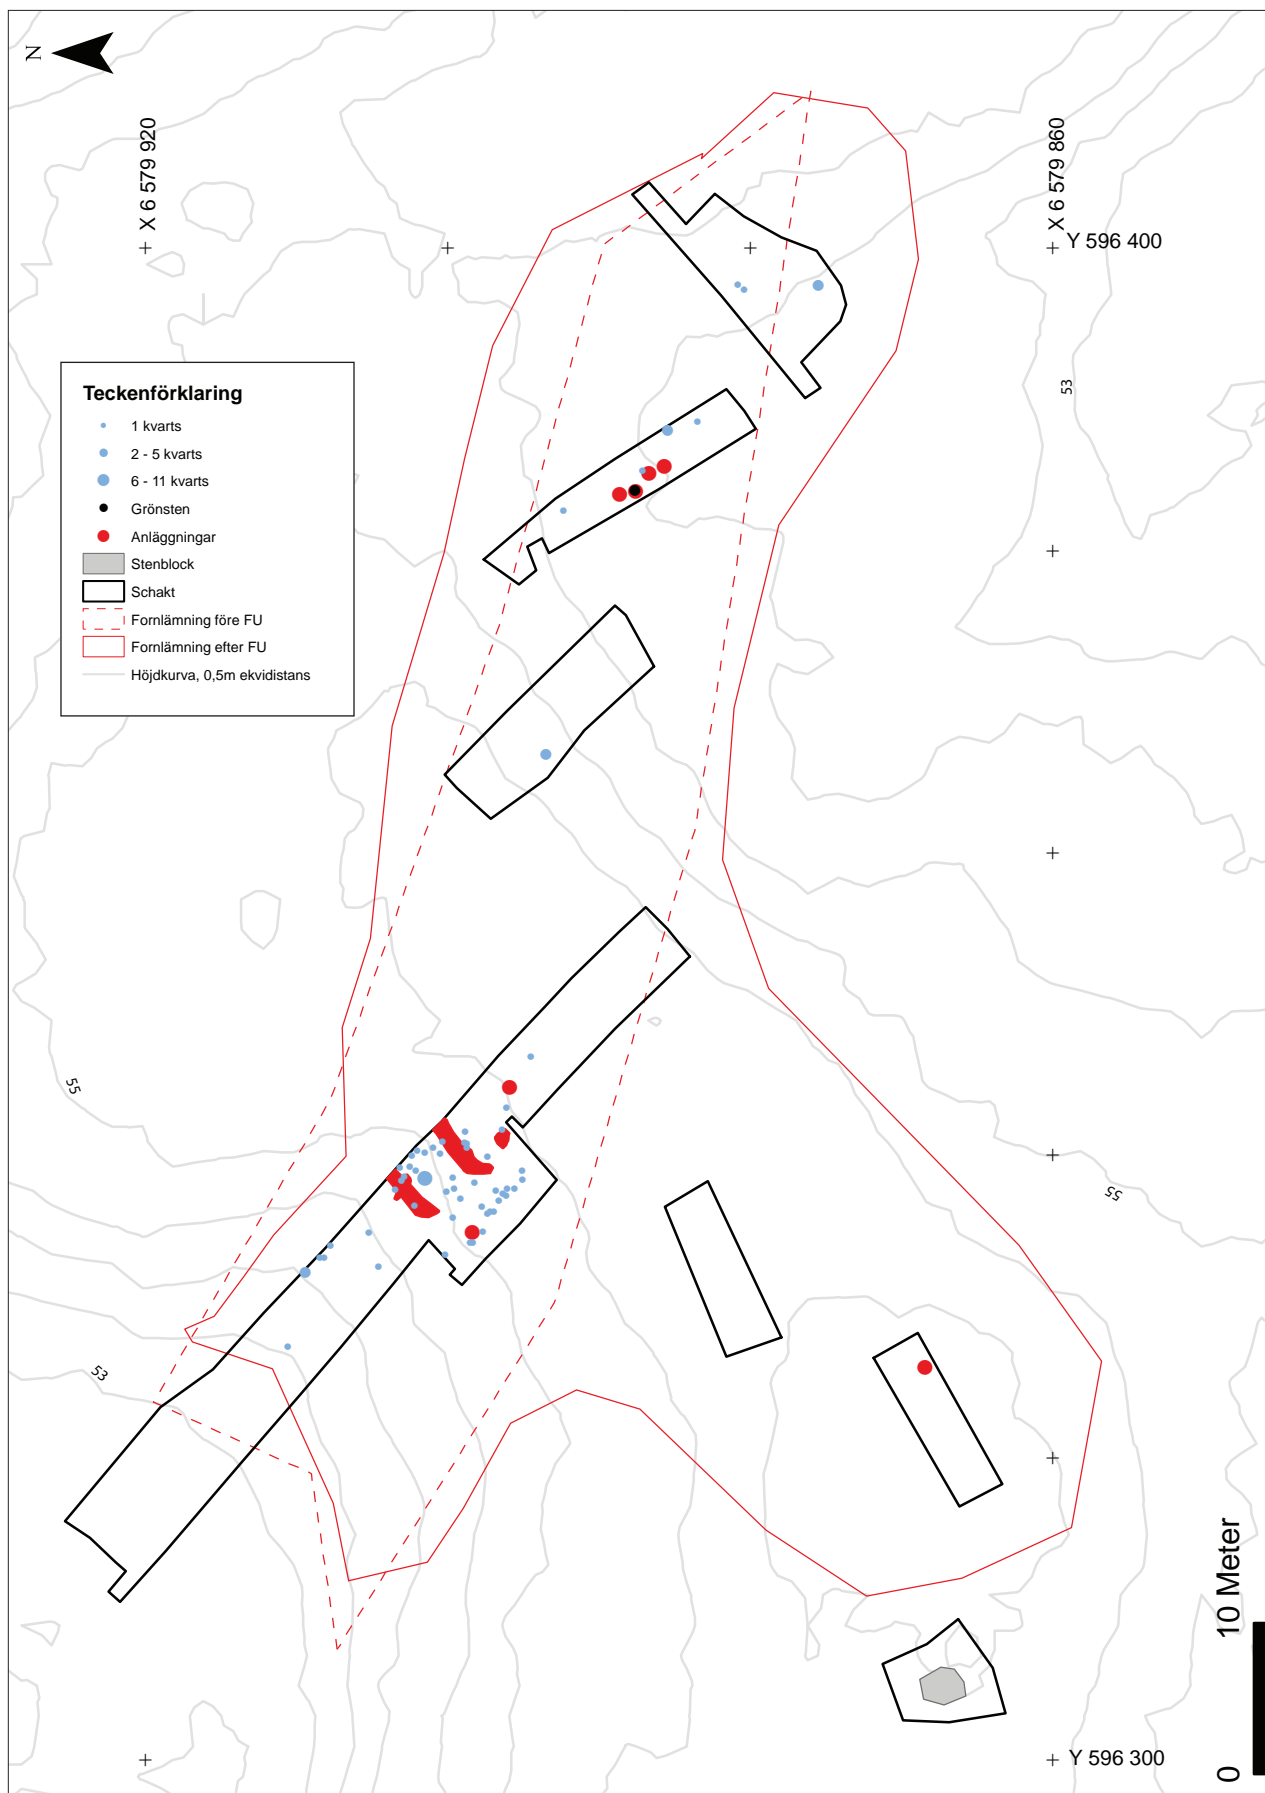 N
X 6 579 920
X 6 579 860
Y 596 400
Teckenförklaring
1 kvarts
2 - 5 kvarts
6 - 11 kvarts
Grönsten
Anläggningar
Stenblock
Schakt
Fornlämning före FU
Fornlämning efter FU
Höjdkurva, 0,5m ekvidistans
53
55
55
53
10 Meter
0
Y 596 300